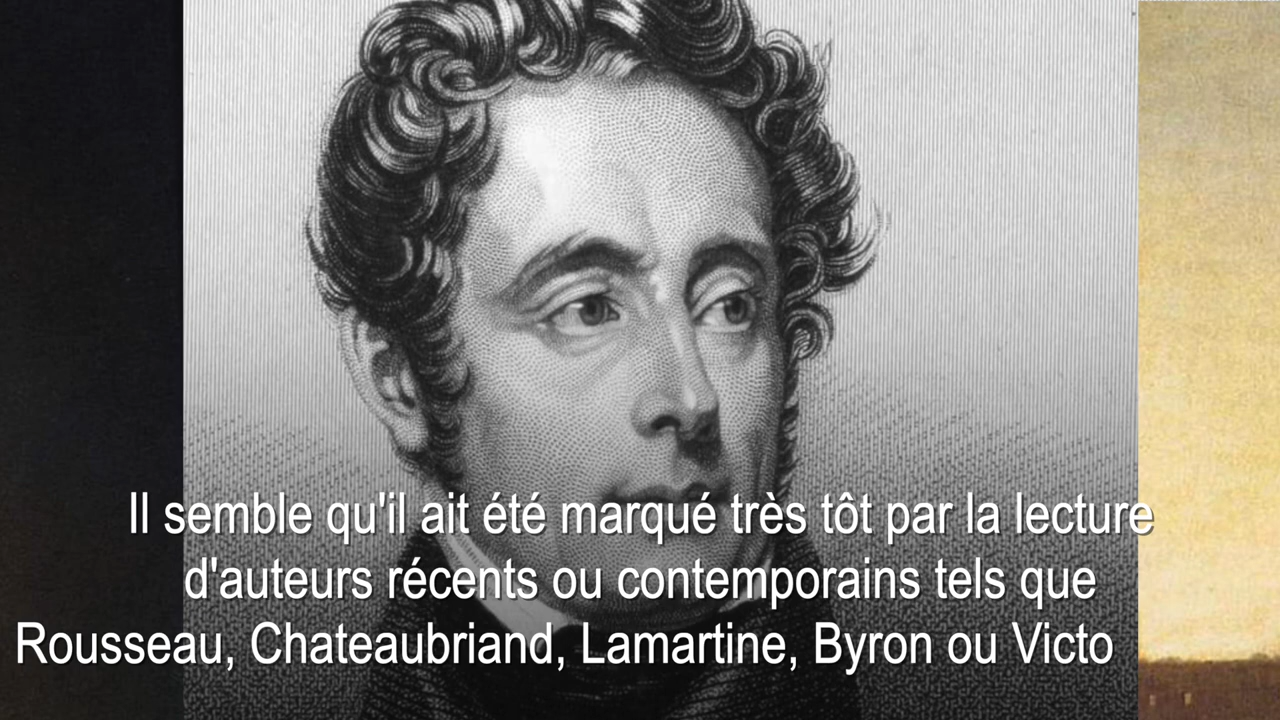 Il semble qu'il ait été marqué très tôt par la lecture
d'auteurs récents ou contemporains tels que
Rousseau, Chateaubriand, Lamartine, Byron ou Victo